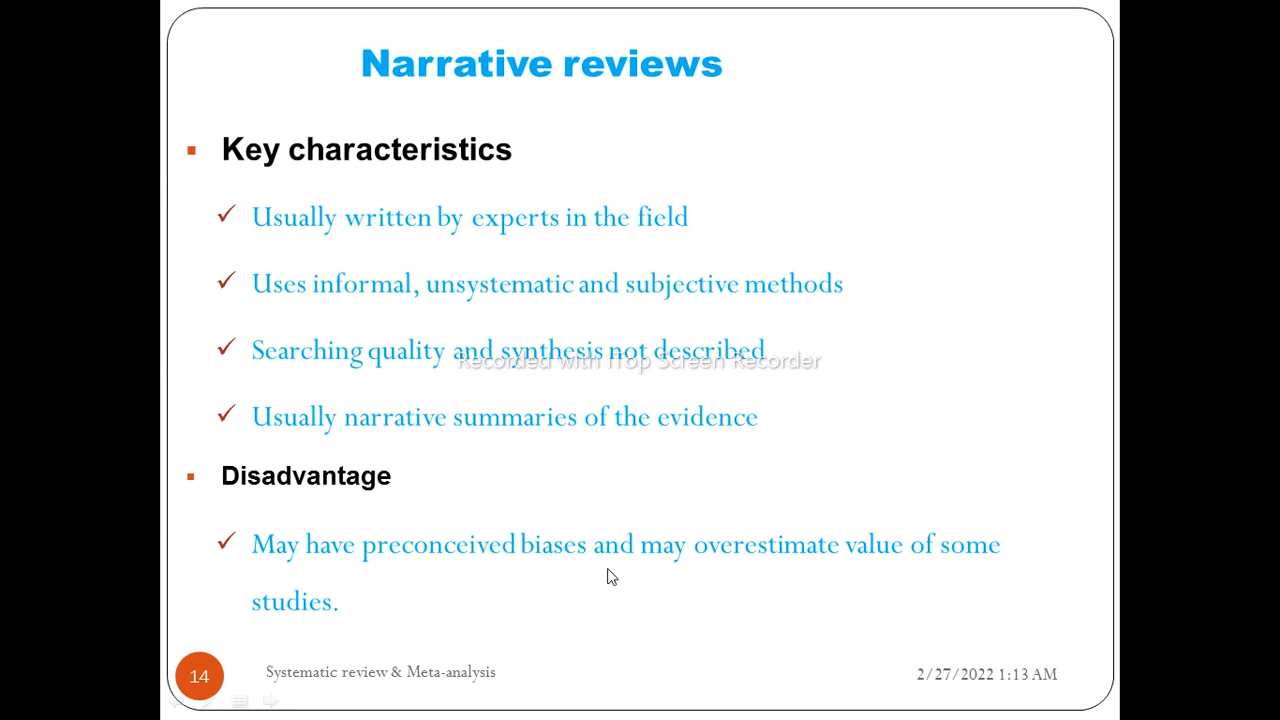 Narrative reviews
Key characteristics
Usually written by experts in the field
Uses informal, unsystematic and subjective methods
Searching quality and synthesis not described
Recorded with iTop Screen Recorder
Usually narrative summaries of the evidence
Disadvantage
May have preconceived biases and may overestimate value of some
studies.
14
Systematic review & Meta-analysis
2/27/2022 1:13 AM